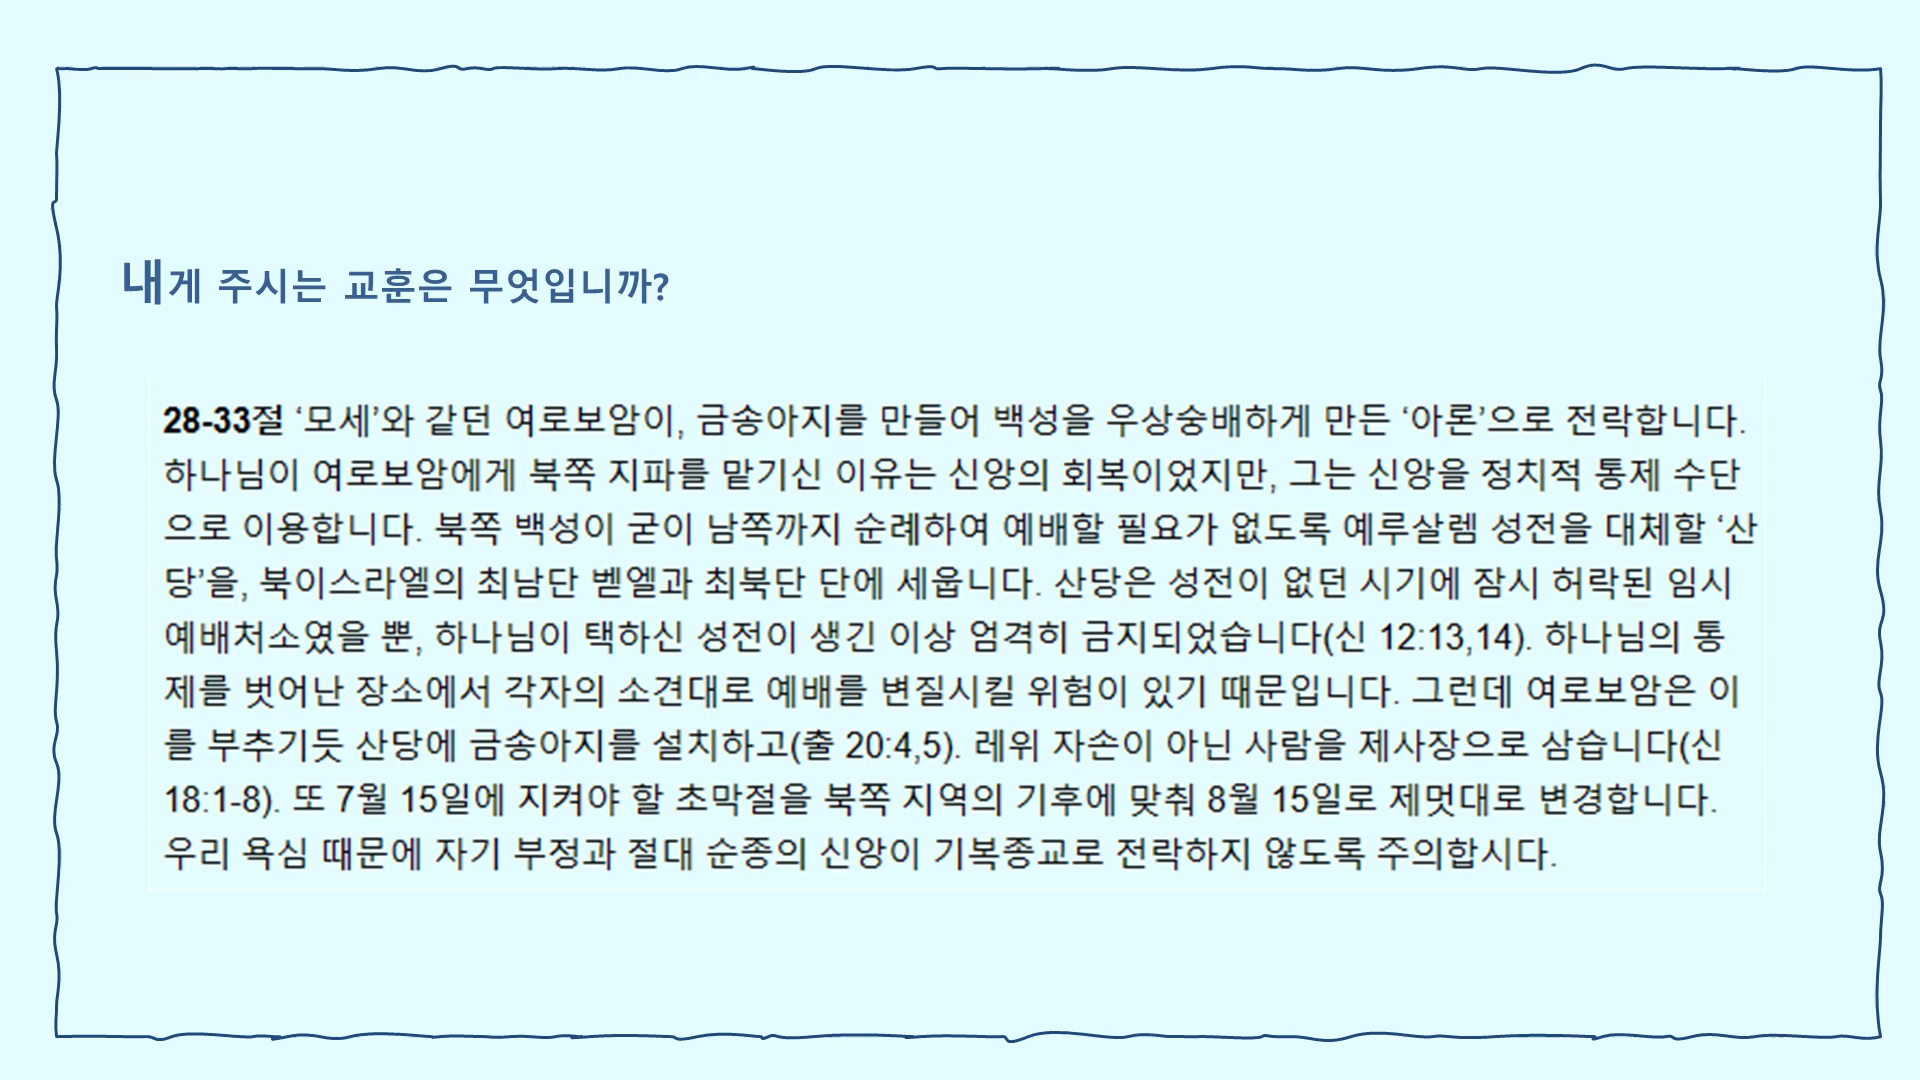 내게 주시는 교훈은 무엇입니까?
28-33절 ‘모세’와 같던 여로보암이, 금송아지를 만들어 백성을 우상숭배하게 만든 ‘아론’으로 전락합니다.
하나님이 여로보암에게 북쪽 지파를 맡기신 이유는 신앙의 회복이었지만, 그는 신앙을 정치적 통제 수단
으로 이용합니다. 북쪽 백성이 굳이 남쪽까지 순례하여 예배할 필요가 없도록 예루살렘 성전을 대체할 ‘산
당’을, 북이스라엘의 최남단 벧엘과 최북단 단에 세웁니다. 산당은 성전이 없던 시기에 잠시 허락된 임시
예배처소였을 뿐, 하나님이 택하신 성전이 생긴 이상 엄격히 금지되었습니다(신 12:13,14). 하나님의 통
제를 벗어난 장소에서 각자의 소견대로 예배를 변질시킬 위험이 있기 때문입니다. 그런데 여로보암은 이
를 부추기듯 산당에 금송아지를 설치하고(출 20:4,5). 레위 자손이 아닌 사람을 제사장으로 삼습니다(신
18:1-8). 또 7월 15일에 지켜야 할 초막절을 북쪽 지역의 기후에 맞춰 8월 15일로 제멋대로 변경합니다.
우리 욕심 때문에 자기 부정과 절대 순종의 신앙이 기복종교로 전락하지 않도록 주의합시다.